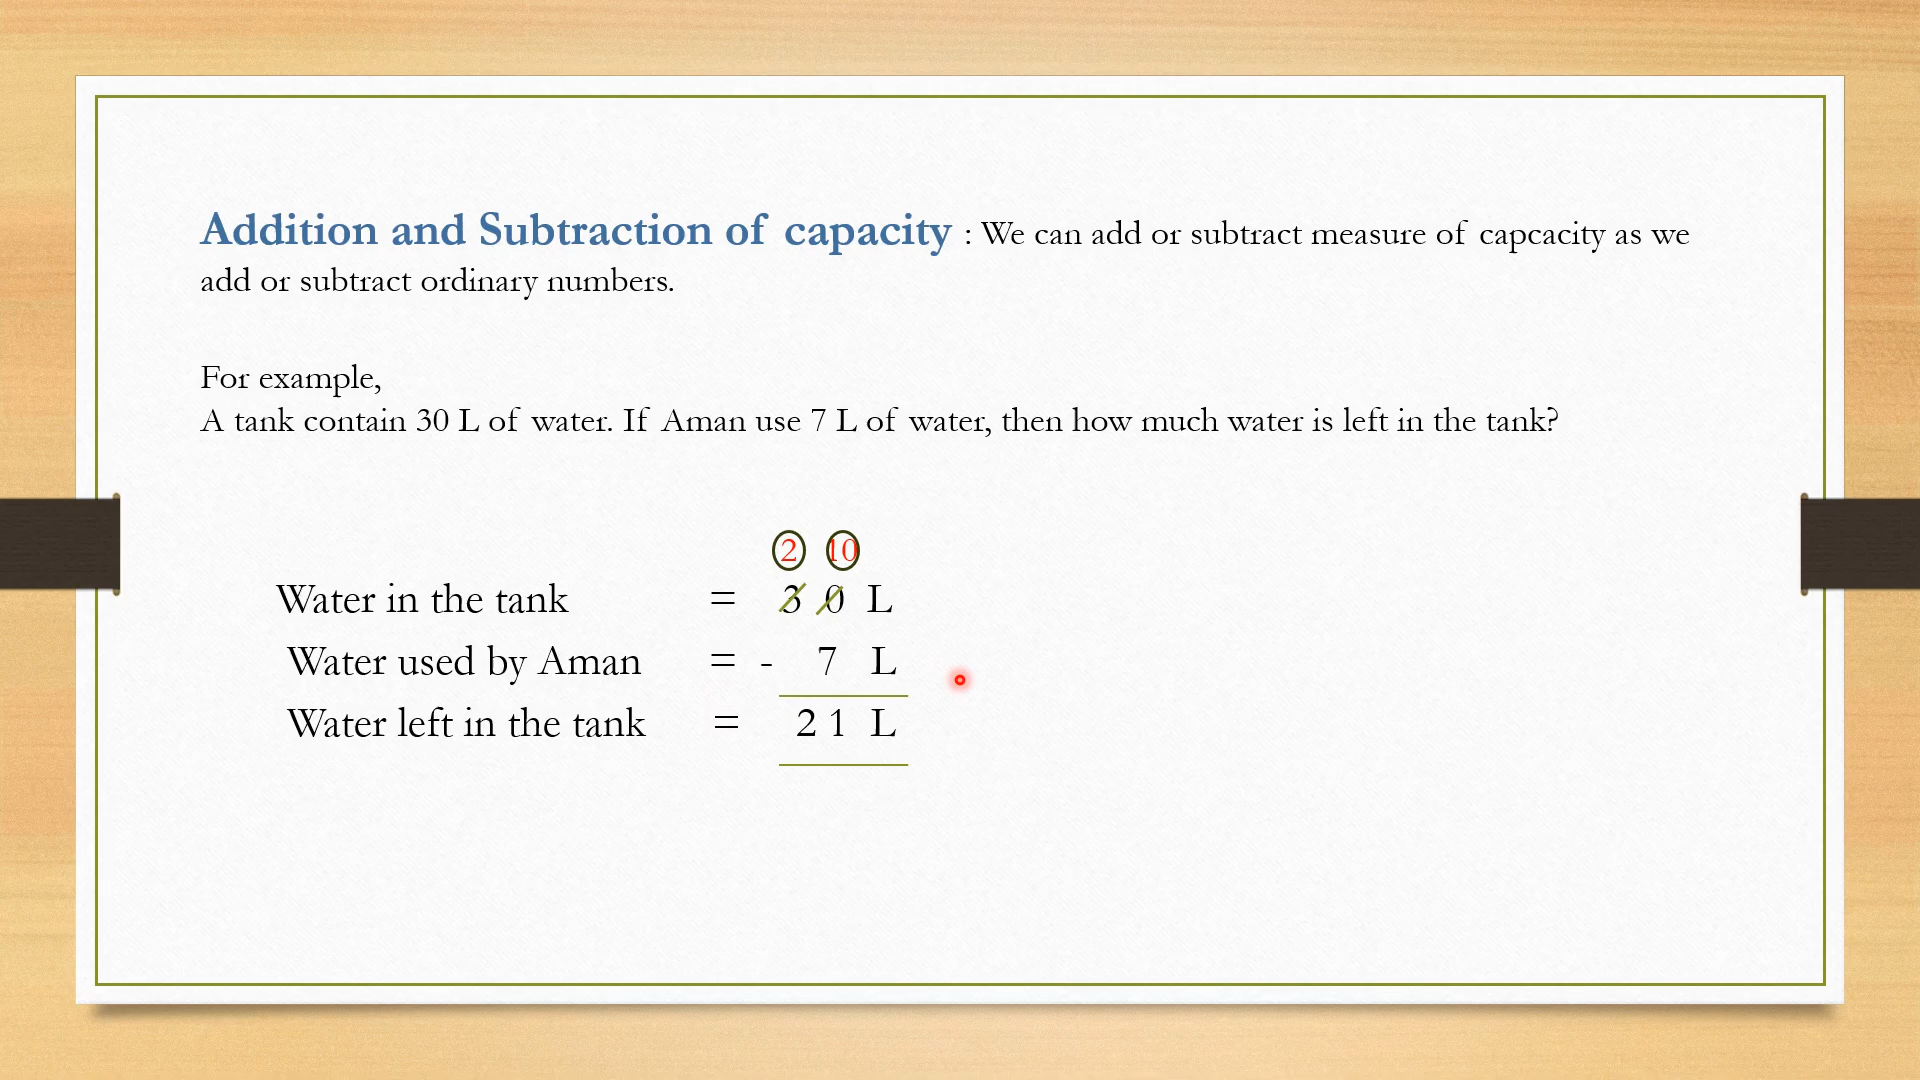 Addition and Subtraction of capacity : We can add or subtract measure of capcacity as we
add or subtract ordinary numbers.
For example,
A tank contain 30 L of water. If Aman use 7 L of water, then how much water is left in the tank?
2 10
Water in the tank = 3 0 L
Water used by Aman = - 7 L
Water left in the tank = 2 1 L